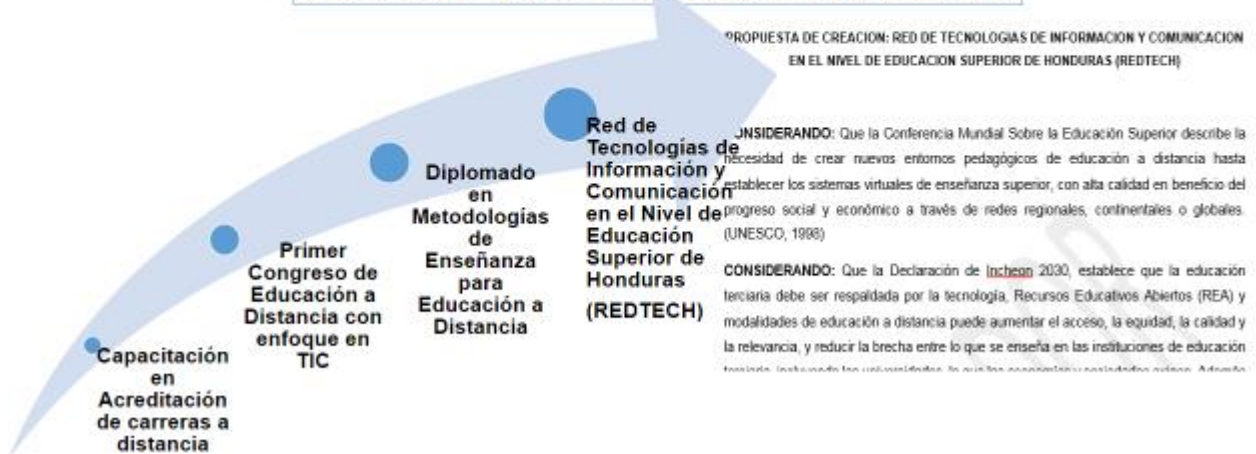 Capacitación
en
Acreditación
de carreras a
distancia
Primer
Congreso de
Educación a
Distancia con
enfoque en
TIC
Diplomado
en
Metodologías
de
Enseñanza
para
Educación a
Distancia
Red de
Tecnologías de
Información y
Comunicación
en el Nivel de
Educación
Superior de
Honduras
(REDTECH)
PROPUESTA DE CREACION: RED DE TECNOLOGIAS DE INFORMACION Y COMUNICACION
EN EL NIVEL DE EDUCACION SUPERIOR DE HONDURAS (REDTECH)
CONSIDERANDO: Que la Conferencia Mundial Sobre la Educación Superior describe la
necesidad de crear nuevos entornos pedagógicos de educación a distancia hasta
establecer los sistemas virtuales de enseñanza superior, con alta calidad en beneficio del
progreso social y económico a través de redes regionales, continentales o globales.
(UNESCO, 1998)
CONSIDERANDO: Que la Declaración de Incheon 2030, establece que la educación
terciaria debe ser respaldada por la tecnología, Recursos Educativos Abiertos (REA) y
modalidades de educación a distancia puede aumentar el acceso, la equidad, la calidad y
la relevancia, y reducir la brecha entre lo que se enseña en las instituciones de educación